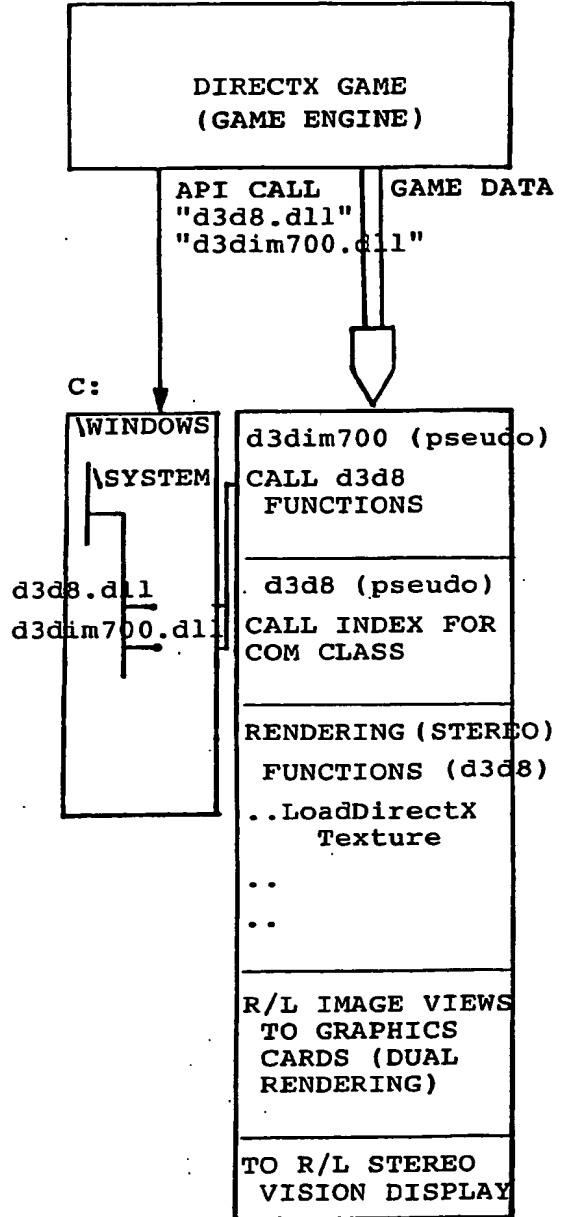 DIRECTX GAME
(GAME ENGINE)
API CALL
"d3d8.dll"
"d3dim700.dll"
GAME DATA
C:
\WINDOWS
\SYSTEM
d3d8.dll
d3dim700.dll
d3dim700 (pseudo)
CALL d3d8
FUNCTIONS
d3d8 (pseudo)
CALL INDEX FOR
COM CLASS
RENDERING (STEREO)
FUNCTIONS (d3d8)
..LoadDirectX
Texture
..
..
R/L IMAGE VIEWS
TO GRAPHICS
CARDS (DUAL
RENDERING)
TO R/L STEREO
VISION DISPLAY